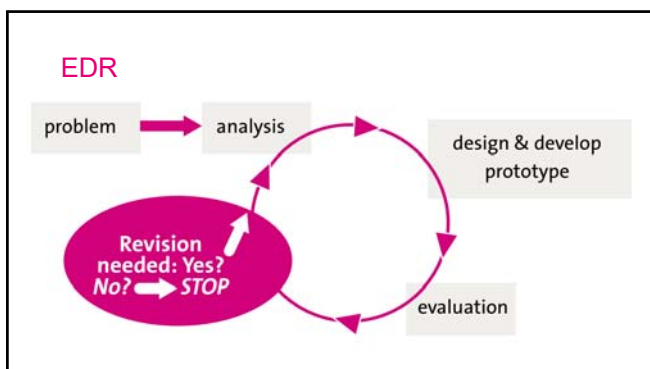 EDR
problem
analysis
design & develop
prototype
Revision
needed: Yes?
No? STOP
evaluation